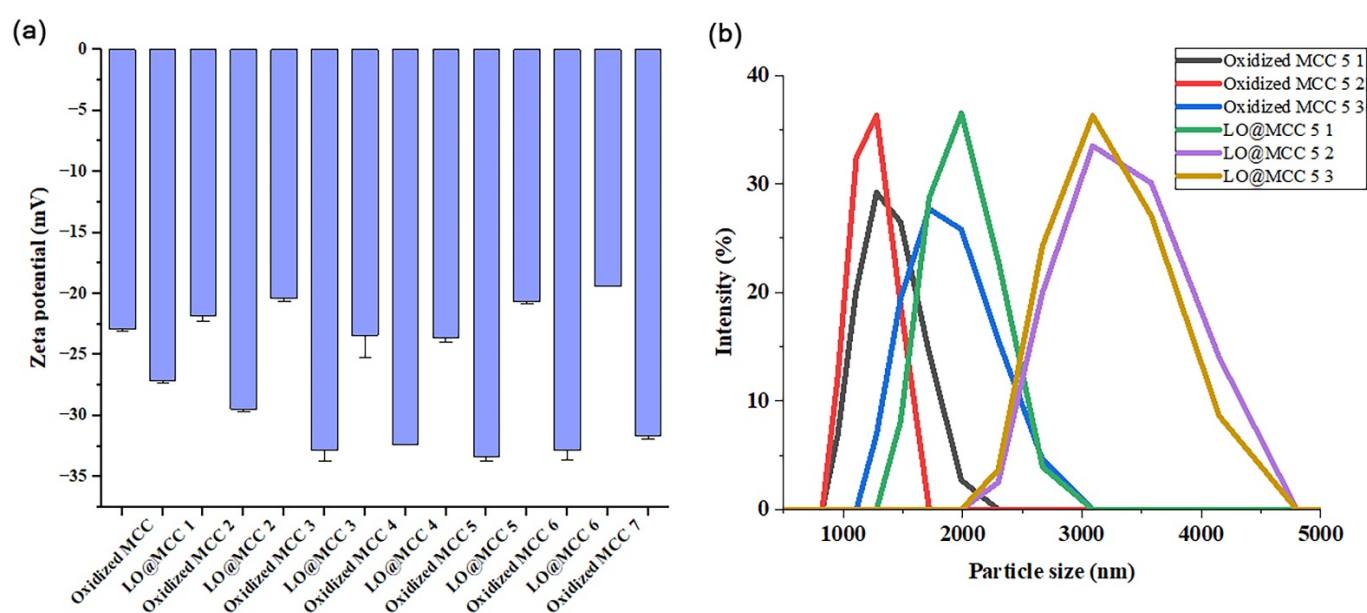 (a)
0
−5
−10
−15
−20
−25
−30
−35
Zeta potential (mV)
Oxidized MCC
LO@MCC 1
Oxidized MCC 2
LO@MCC 2
Oxidized MCC 3
LO@MCC 3
Oxidized MCC 4
LO@MCC 4
Oxidized MCC 5
LO@MCC 5
Oxidized MCC 6
LO@MCC 6
Oxidized MCC 7
(b)
Oxidized MCC 5 1
Oxidized MCC 5 2
Oxidized MCC 5 3
LO@MCC 5 1
LO@MCC 5 2
LO@MCC 5 3
40
30
20
10
0
Intensity (%)
1000
2000
3000
4000
5000
Particle size (nm)